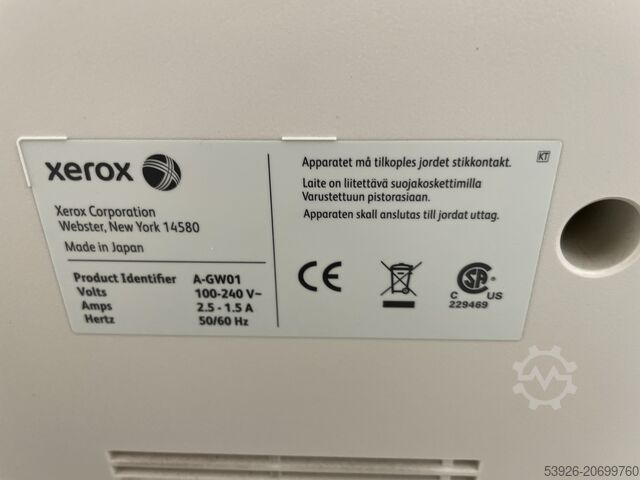 xerox
Xerox Corporation
Webster, New York 14580
Made in Japan
Product Identifier A-GW01
Volts 100-240 V~
Amps 2.5 - 1.5 A
Hertz 50/60 Hz
Apparatet må tilkoples jordet stikkontakt.
Laite on liitettävä suojakoskettimilla
Varustettuun pistorasiaan.
Apparaten skall anslutas till jordat uttag.
KT
CE
C SA US
229469
53926-20699760